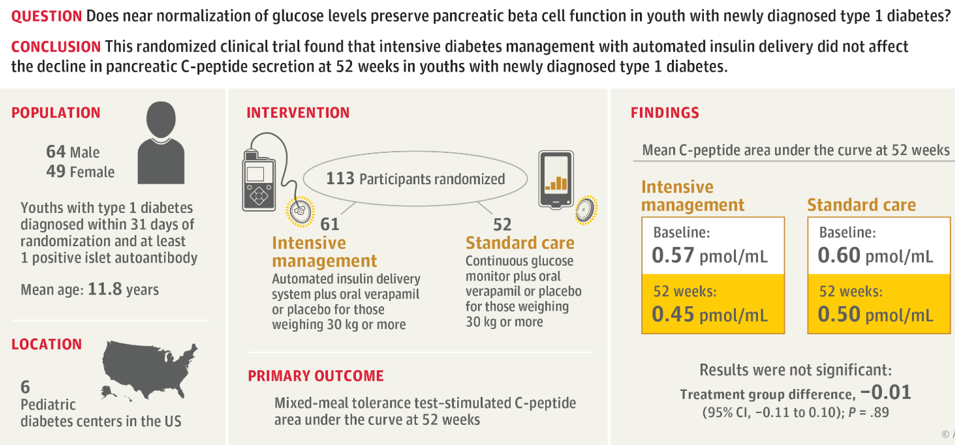 QUESTION Does near normalization of glucose levels preserve pancreatic beta cell function in youth with newly diagnosed type 1 diabetes?
CONCLUSION This randomized clinical trial found that intensive diabetes management with automated insulin delivery did not affect
the decline in pancreatic C-peptide secretion at 52 weeks in youths with newly diagnosed type 1 diabetes.
POPULATION
64 Male
49 Female
Youths with type 1 diabetes
diagnosed within 31 days of
randomization and at least
1 positive islet autoantibody
Mean age: 11.8 years
LOCATION
6
Pediatric
diabetes centers in the US
INTERVENTION
113 Participants randomized
61
Intensive
management
Automated insulin delivery
system plus oral verapamil
or placebo for those
weighing 30 kg or more
52
Standard care
Continuous glucose
monitor plus oral
verapamil or placebo
for those weighing
30 kg or more
PRIMARY OUTCOME
Mixed-meal tolerance test–stimulated C-peptide
area under the curve at 52 weeks
FINDINGS
Mean C-peptide area under the curve at 52 weeks
Intensive
management
Baseline:
0.57 pmol/mL
52 weeks:
0.45 pmol/mL
Standard care
Baseline:
0.60 pmol/mL
52 weeks:
0.50 pmol/mL
Results were not significant:
Treatment group difference, −0.01
(95% CI, −0.11 to 0.10); P = .89
©